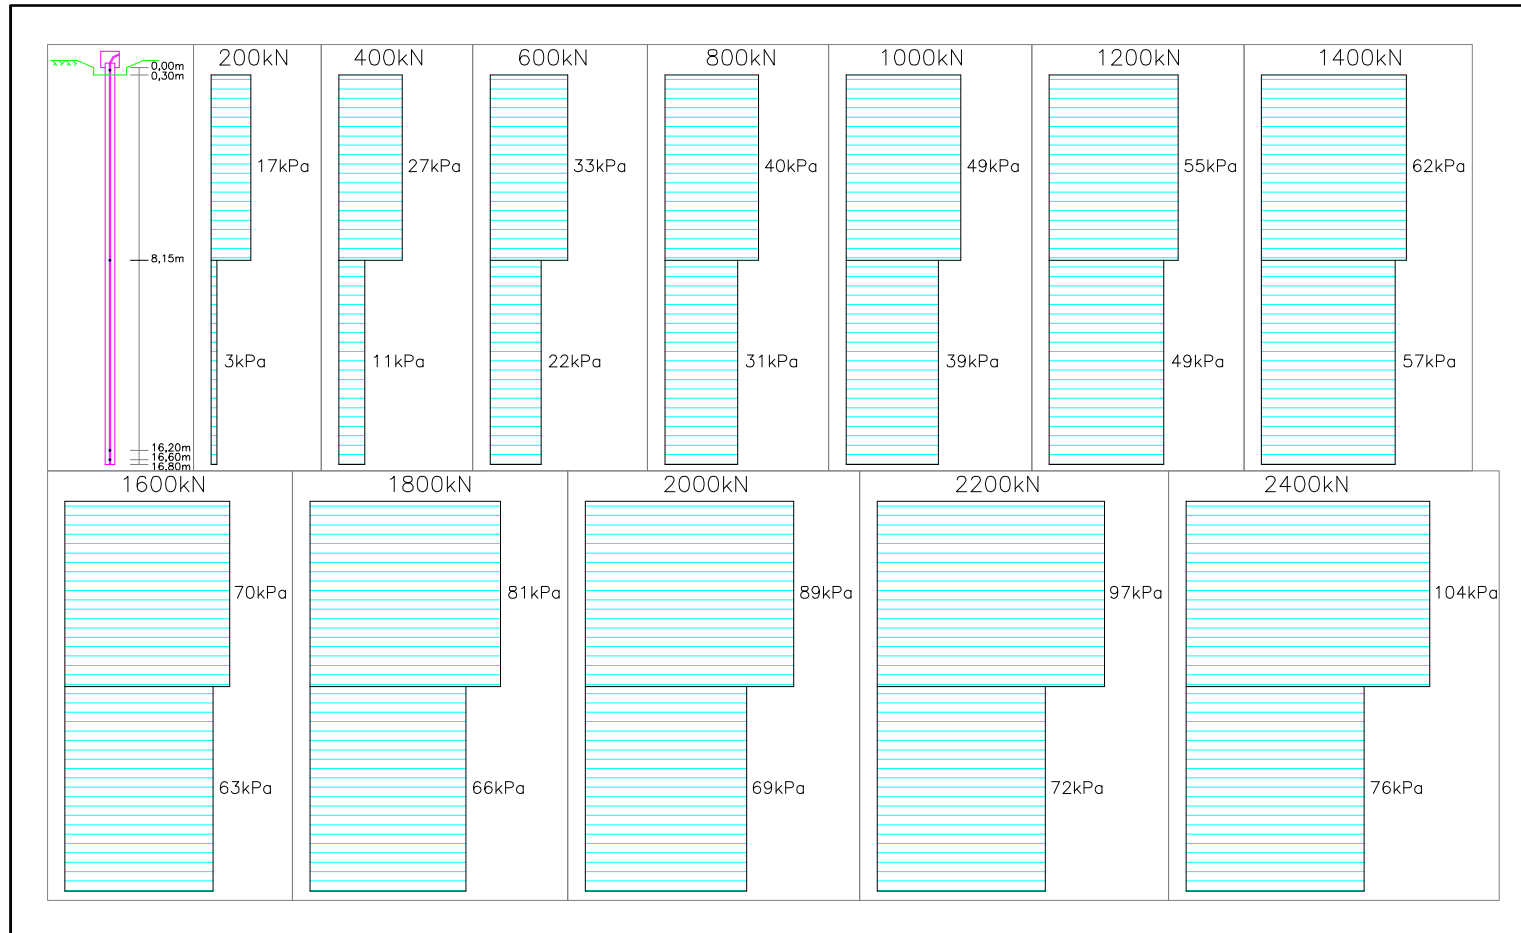 200kN 400kN 600kN 800kN 1000kN 1200kN 1400kN
0,00m
0,30m
17kPa 27kPa 33kPa 40kPa 49kPa 55kPa 62kPa
8,15m
3kPa 11kPa 22kPa 31kPa 39kPa 49kPa 57kPa
16,20m
16,60m
16,80m
1600kN 1800kN 2000kN 2200kN 2400kN
70kPa 81kPa 89kPa 97kPa 104kPa
63kPa 66kPa 69kPa 72kPa 76kPa